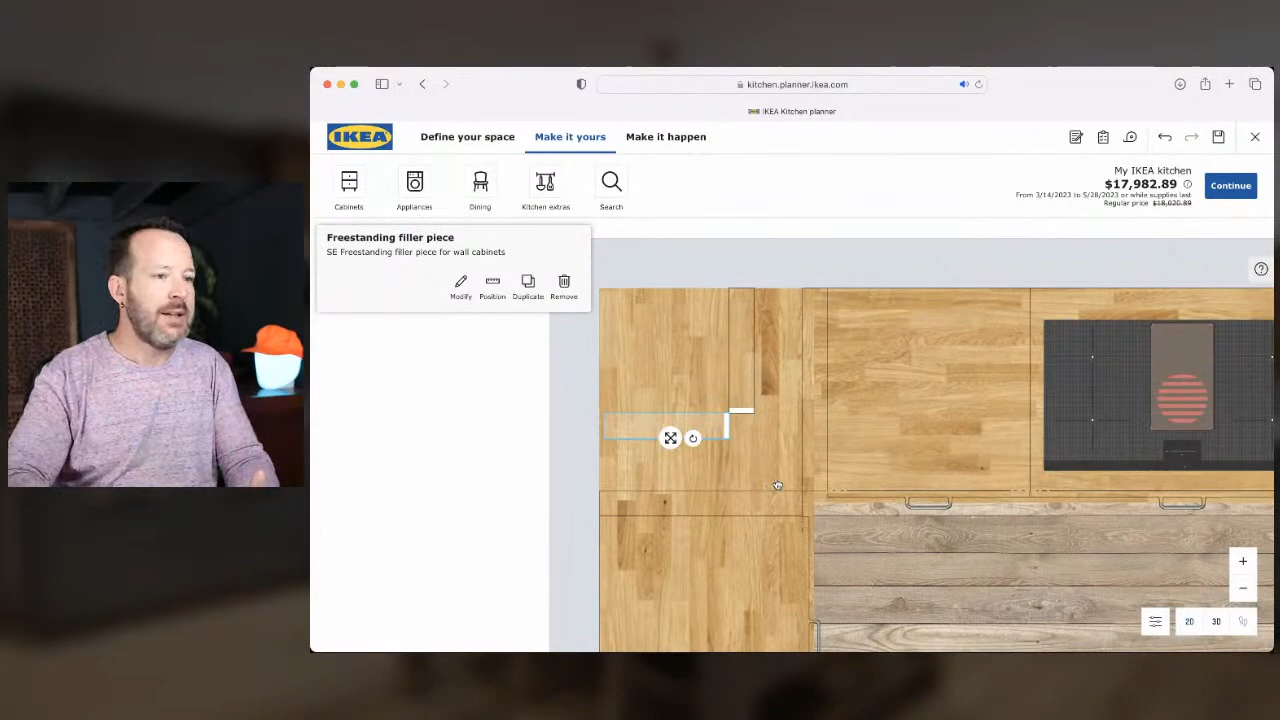 kitchen.planner.ikea.com
IKEA Kitchen planner
IKEA
Define your space
Make it yours
Make it happen
Cabinets
Appliances
Dining
Kitchen extras
Search
My IKEA kitchen
$17,982.89
From 3/14/2023 to 5/28/2023 or while supplies last
Regular price $18,020.89
Continue
Freestanding filler piece
SE Freestanding filler piece for wall cabinets
Modify
Position
Duplicate
Remove
2D
3D